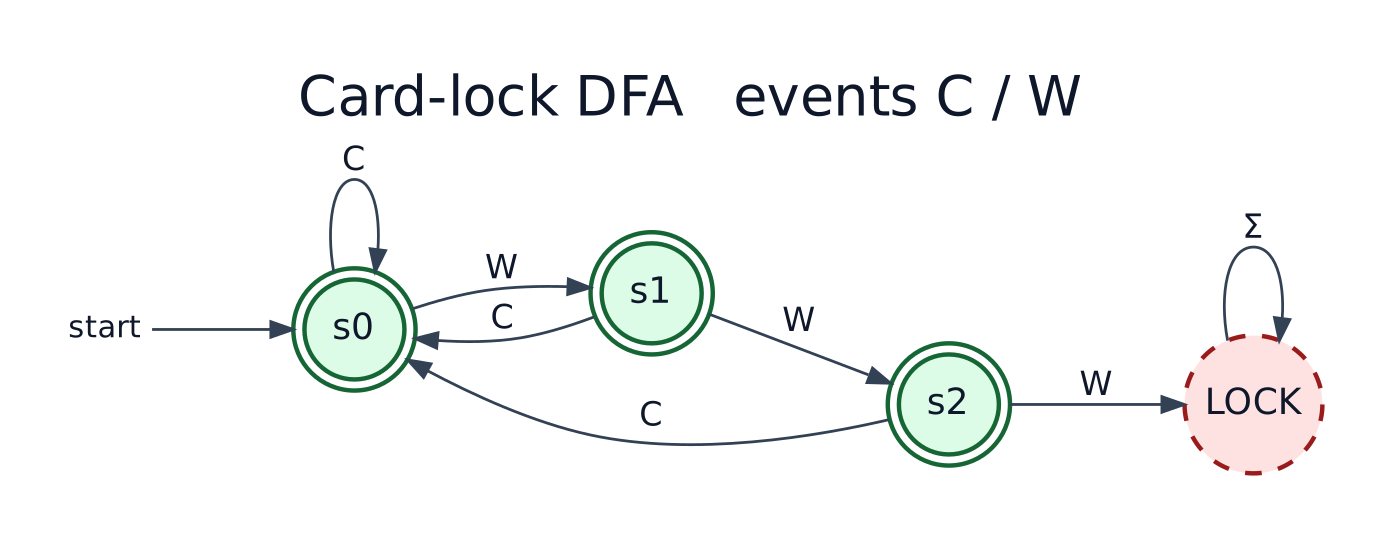 Card-lock DFA   events C / W
C
Σ
W
s1
C
W
start
s0
s2
W
LOCK
C